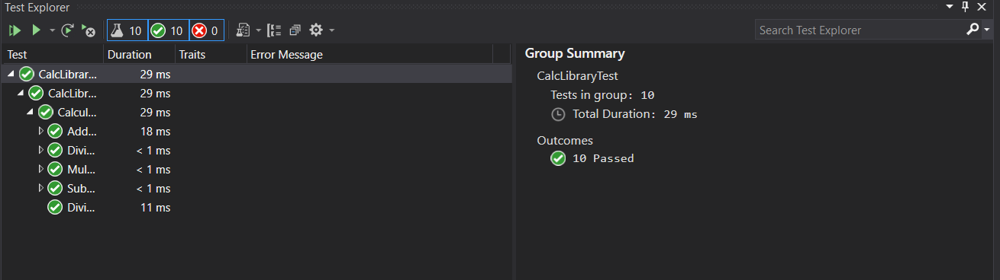 Test Explorer
10 10 0
Search Test Explorer
Test Duration Traits Error Message
CalcLibrar... 29 ms
CalcLibr... 29 ms
Calcul... 29 ms
Add... 18 ms
Divi... < 1 ms
Mul... < 1 ms
Sub... < 1 ms
Divi... 11 ms
Group Summary
CalcLibraryTest
Tests in group: 10
Total Duration: 29 ms
Outcomes
10 Passed